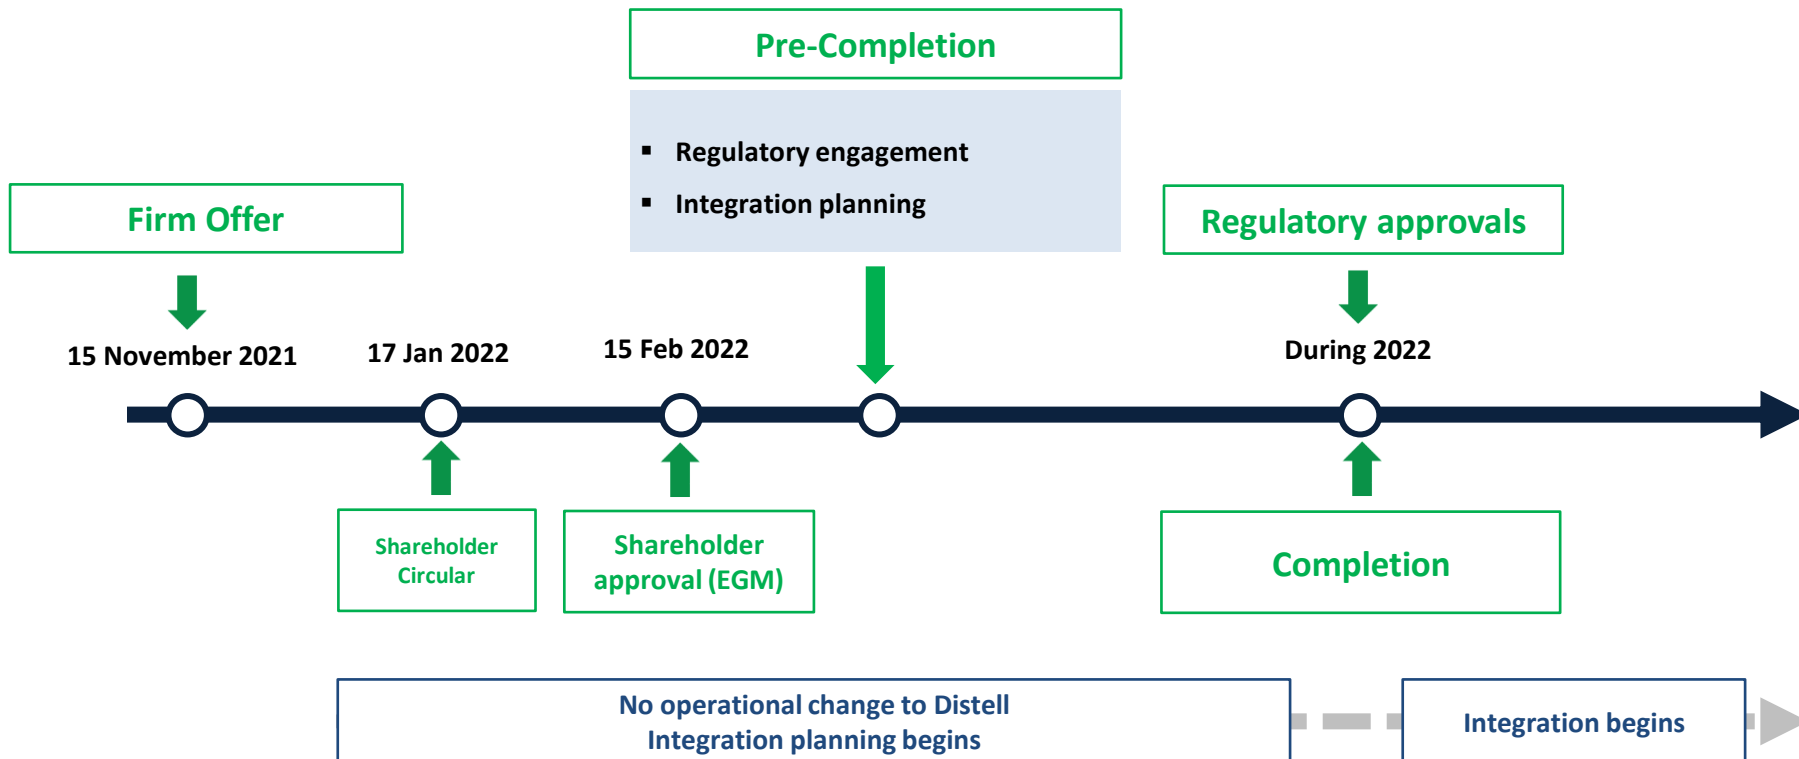 Pre-Completion
▪ Regulatory engagement
▪ Integration planning
Firm Offer
Regulatory approvals
15 November 2021
17 Jan 2022
15 Feb 2022
During 2022
Shareholder
Circular
Shareholder
approval (EGM)
Completion
No operational change to Distell
Integration planning begins
Integration begins